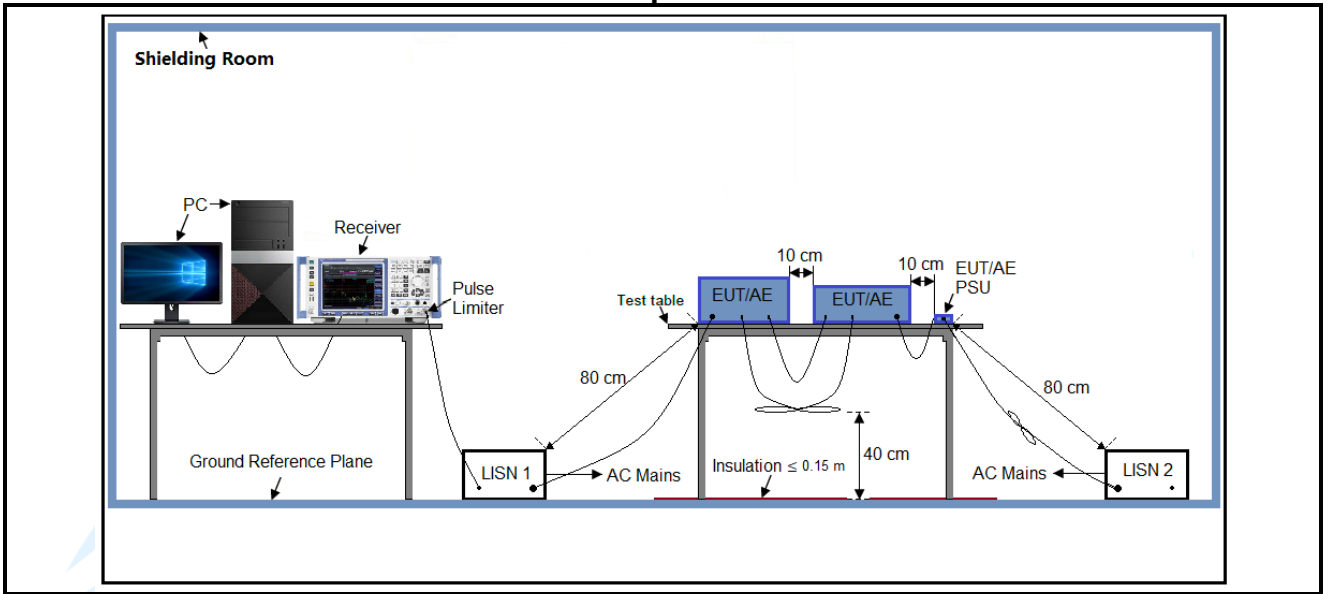 Shielding Room
PC
Receiver
Pulse
Limiter
10 cm
10 cm
EUT/AE
PSU
EUT/AE
EUT/AE
Test table
80 cm
80 cm
40 cm
Ground Reference Plane
LISN 1
AC Mains
Insulation ≤ 0.15 m
AC Mains
LISN 2